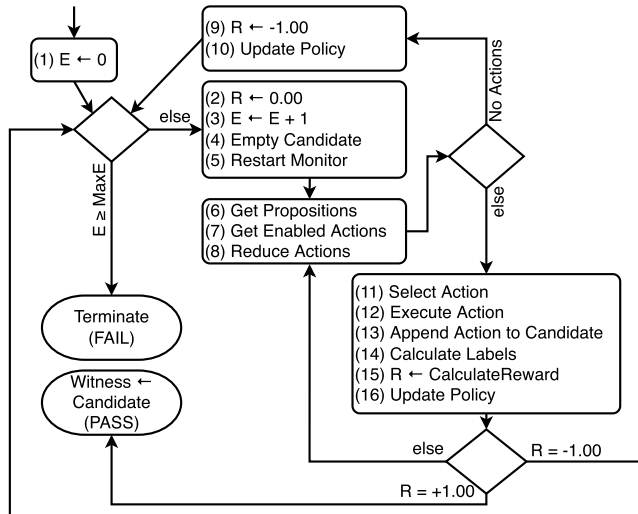 (1) E ← 0
(9) R ← -1.00
(10) Update Policy
No Actions
else
(2) R ← 0.00
(3) E ← E + 1
(4) Empty Candidate
(5) Restart Monitor
E ≥ MaxE
else
(6) Get Propositions
(7) Get Enabled Actions
(8) Reduce Actions
(11) Select Action
(12) Execute Action
(13) Append Action to Candidate
(14) Calculate Labels
(15) R ← CalculateReward
(16) Update Policy
Terminate
(FAIL)
Witness ←
Candidate
(PASS)
else
R = -1.00
R = +1.00